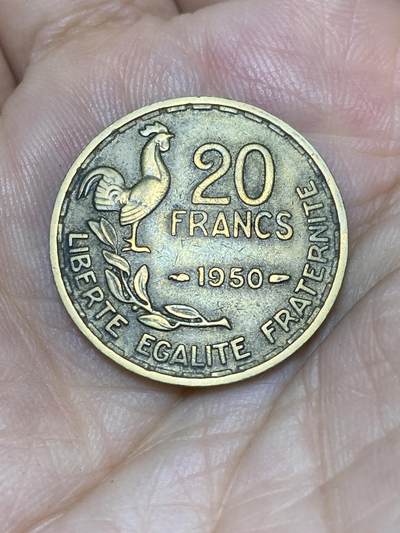 20
FRANCS
1950
LIBERTE EGALITE FRATERNITE